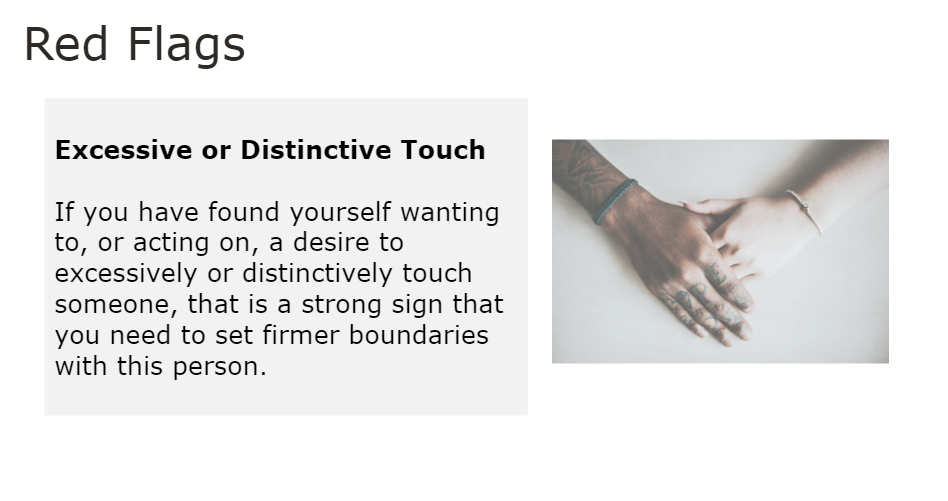 Red Flags
Excessive or Distinctive Touch
If you have found yourself wanting
to, or acting on, a desire to
excessively or distinctively touch
someone, that is a strong sign that
you need to set firmer boundaries
with this person.